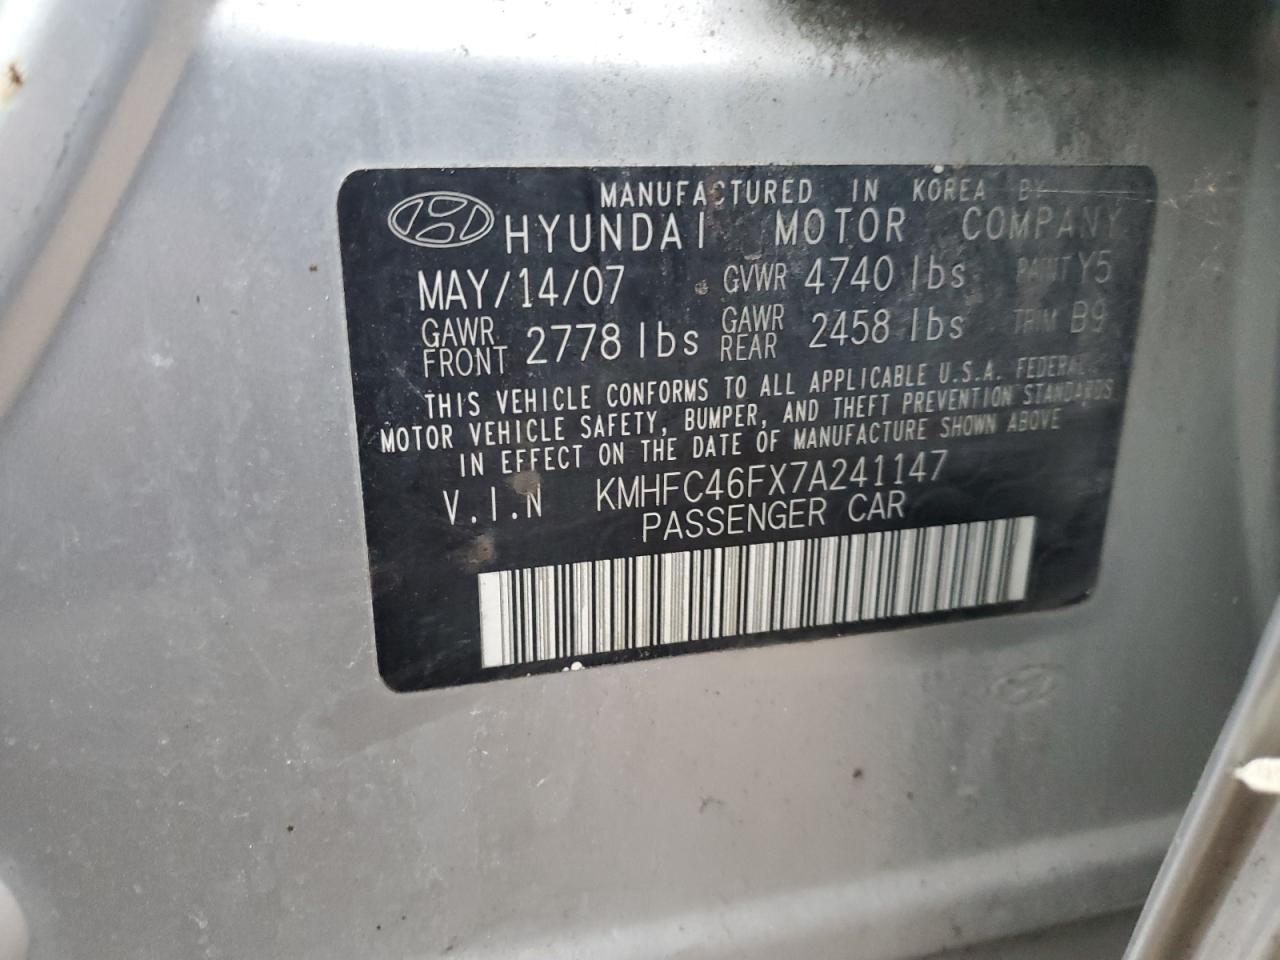 MANUFACTURED IN KOREA BY
HYUNDAI MOTOR COMPANY
MAY/14/07 GVWR 4740 lbs PAINT Y5
GAWR FRONT 2778 lbs GAWR REAR 2458 lbs TRIM B9
THIS VEHICLE CONFORMS TO ALL APPLICABLE U.S.A. FEDERAL
MOTOR VEHICLE SAFETY, BUMPER, AND THEFT PREVENTION STANDARDS
IN EFFECT ON THE DATE OF MANUFACTURE SHOWN ABOVE
V.I.N KMHFC46FX7A241147
PASSENGER CAR